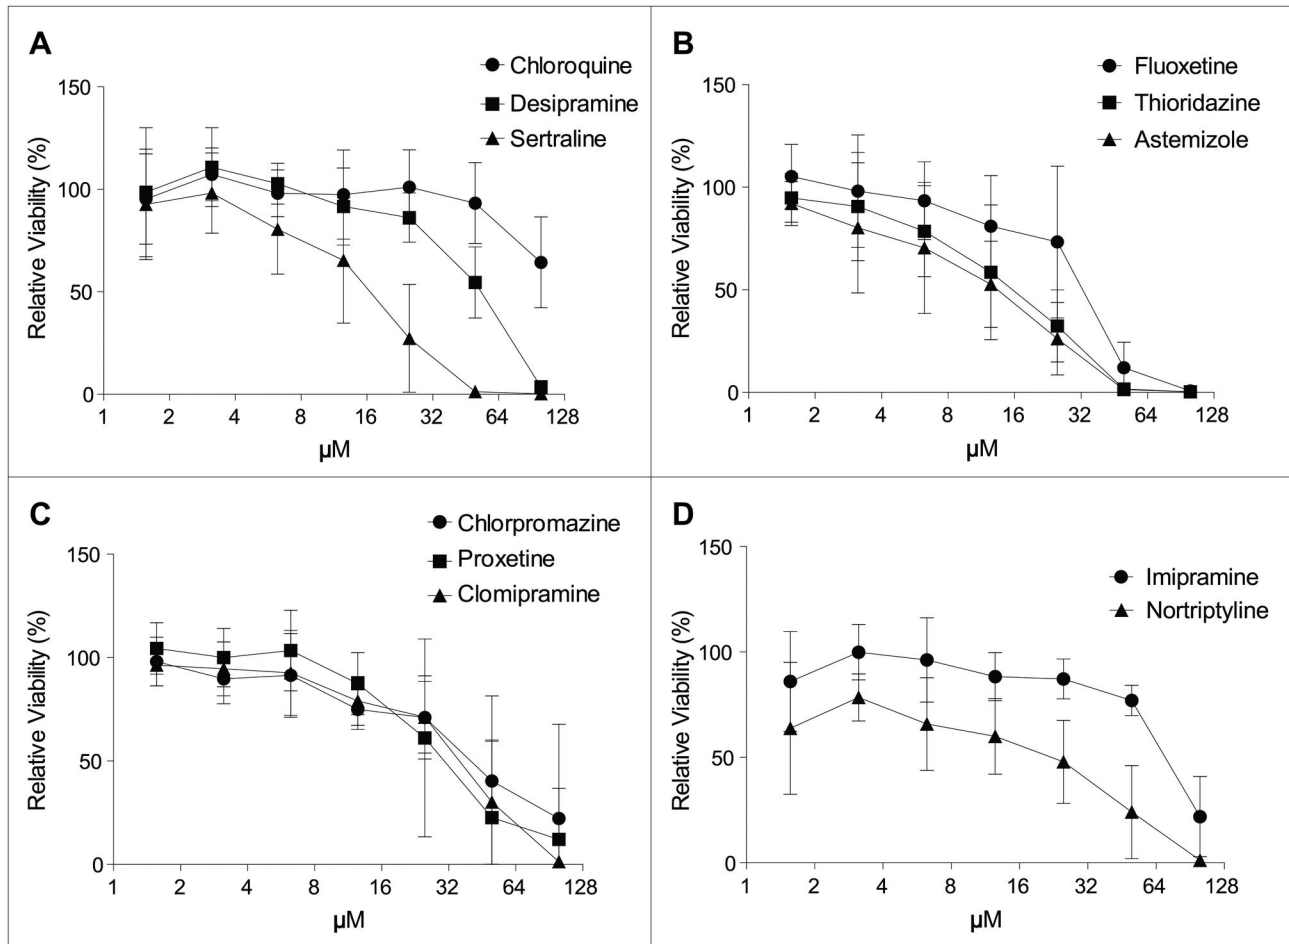 A
Chloroquine
Desipramine
Sertraline
150
100
50
0
Relative Viability (%)
1 2 4 8 16 32 64 128
µM
B
Fluoxetine
Thioridazine
Astemizole
150
100
50
0
Relative Viability (%)
1 2 4 8 16 32 64 128
µM
C
Chlorpromazine
Proxetine
Clomipramine
150
100
50
0
Relative Viability (%)
1 2 4 8 16 32 64 128
µM
D
Imipramine
Nortriptyline
150
100
50
0
Relative Viability (%)
1 2 4 8 16 32 64 128
µM